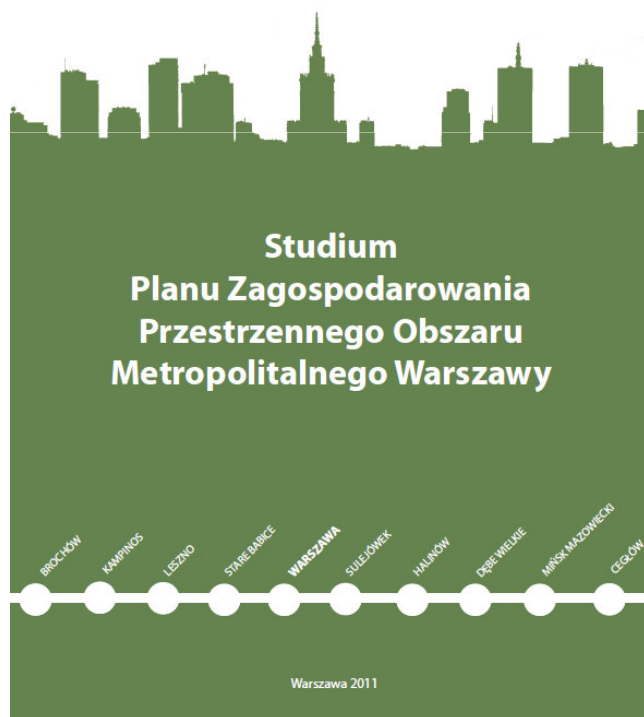 Studium
Planu Zagospodarowania
Przestrzennego Obszaru
Metropolitalnego Warszawy
BROCHÓW
KAMPINOS
LESZNO
STARE BABICE
WARSZAWA
SULEJÓWEK
HALINÓW
DĘBE WIELKIE
MIŃSK MAZOWIECKI
CEGŁÓW
Warszawa 2011